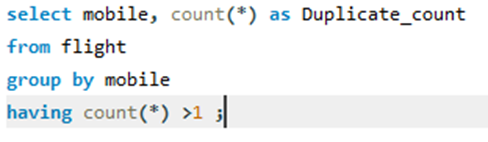 select mobile, count(*) as Duplicate_count
from flight
group by mobile
having count(*) >1 ;